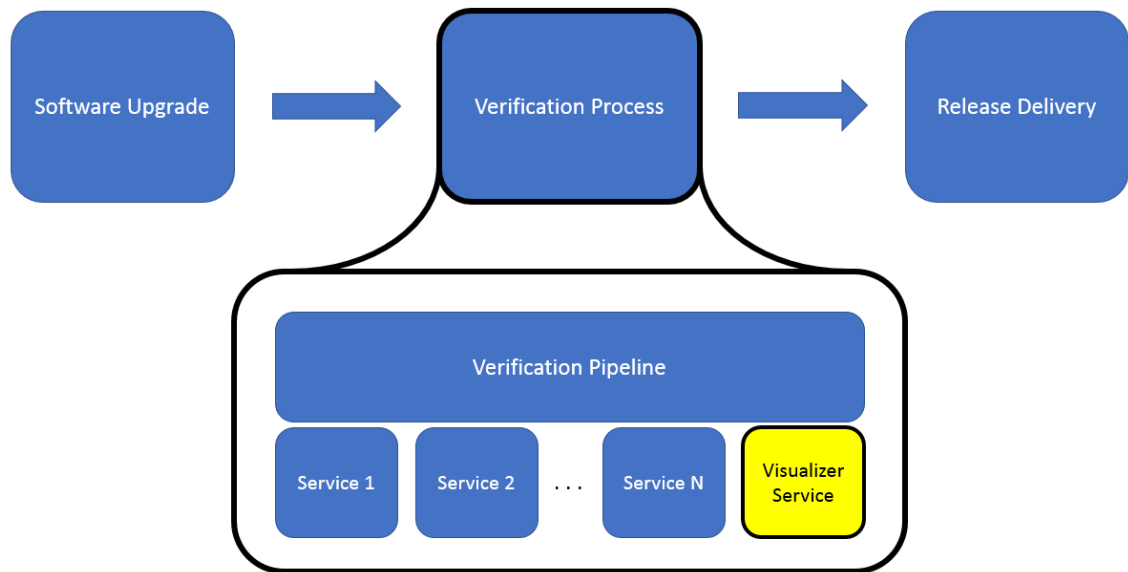 Software Upgrade
Verification Process
Release Delivery
Verification Pipeline
Service 1
Service 2
. . .
Service N
Visualizer
Service